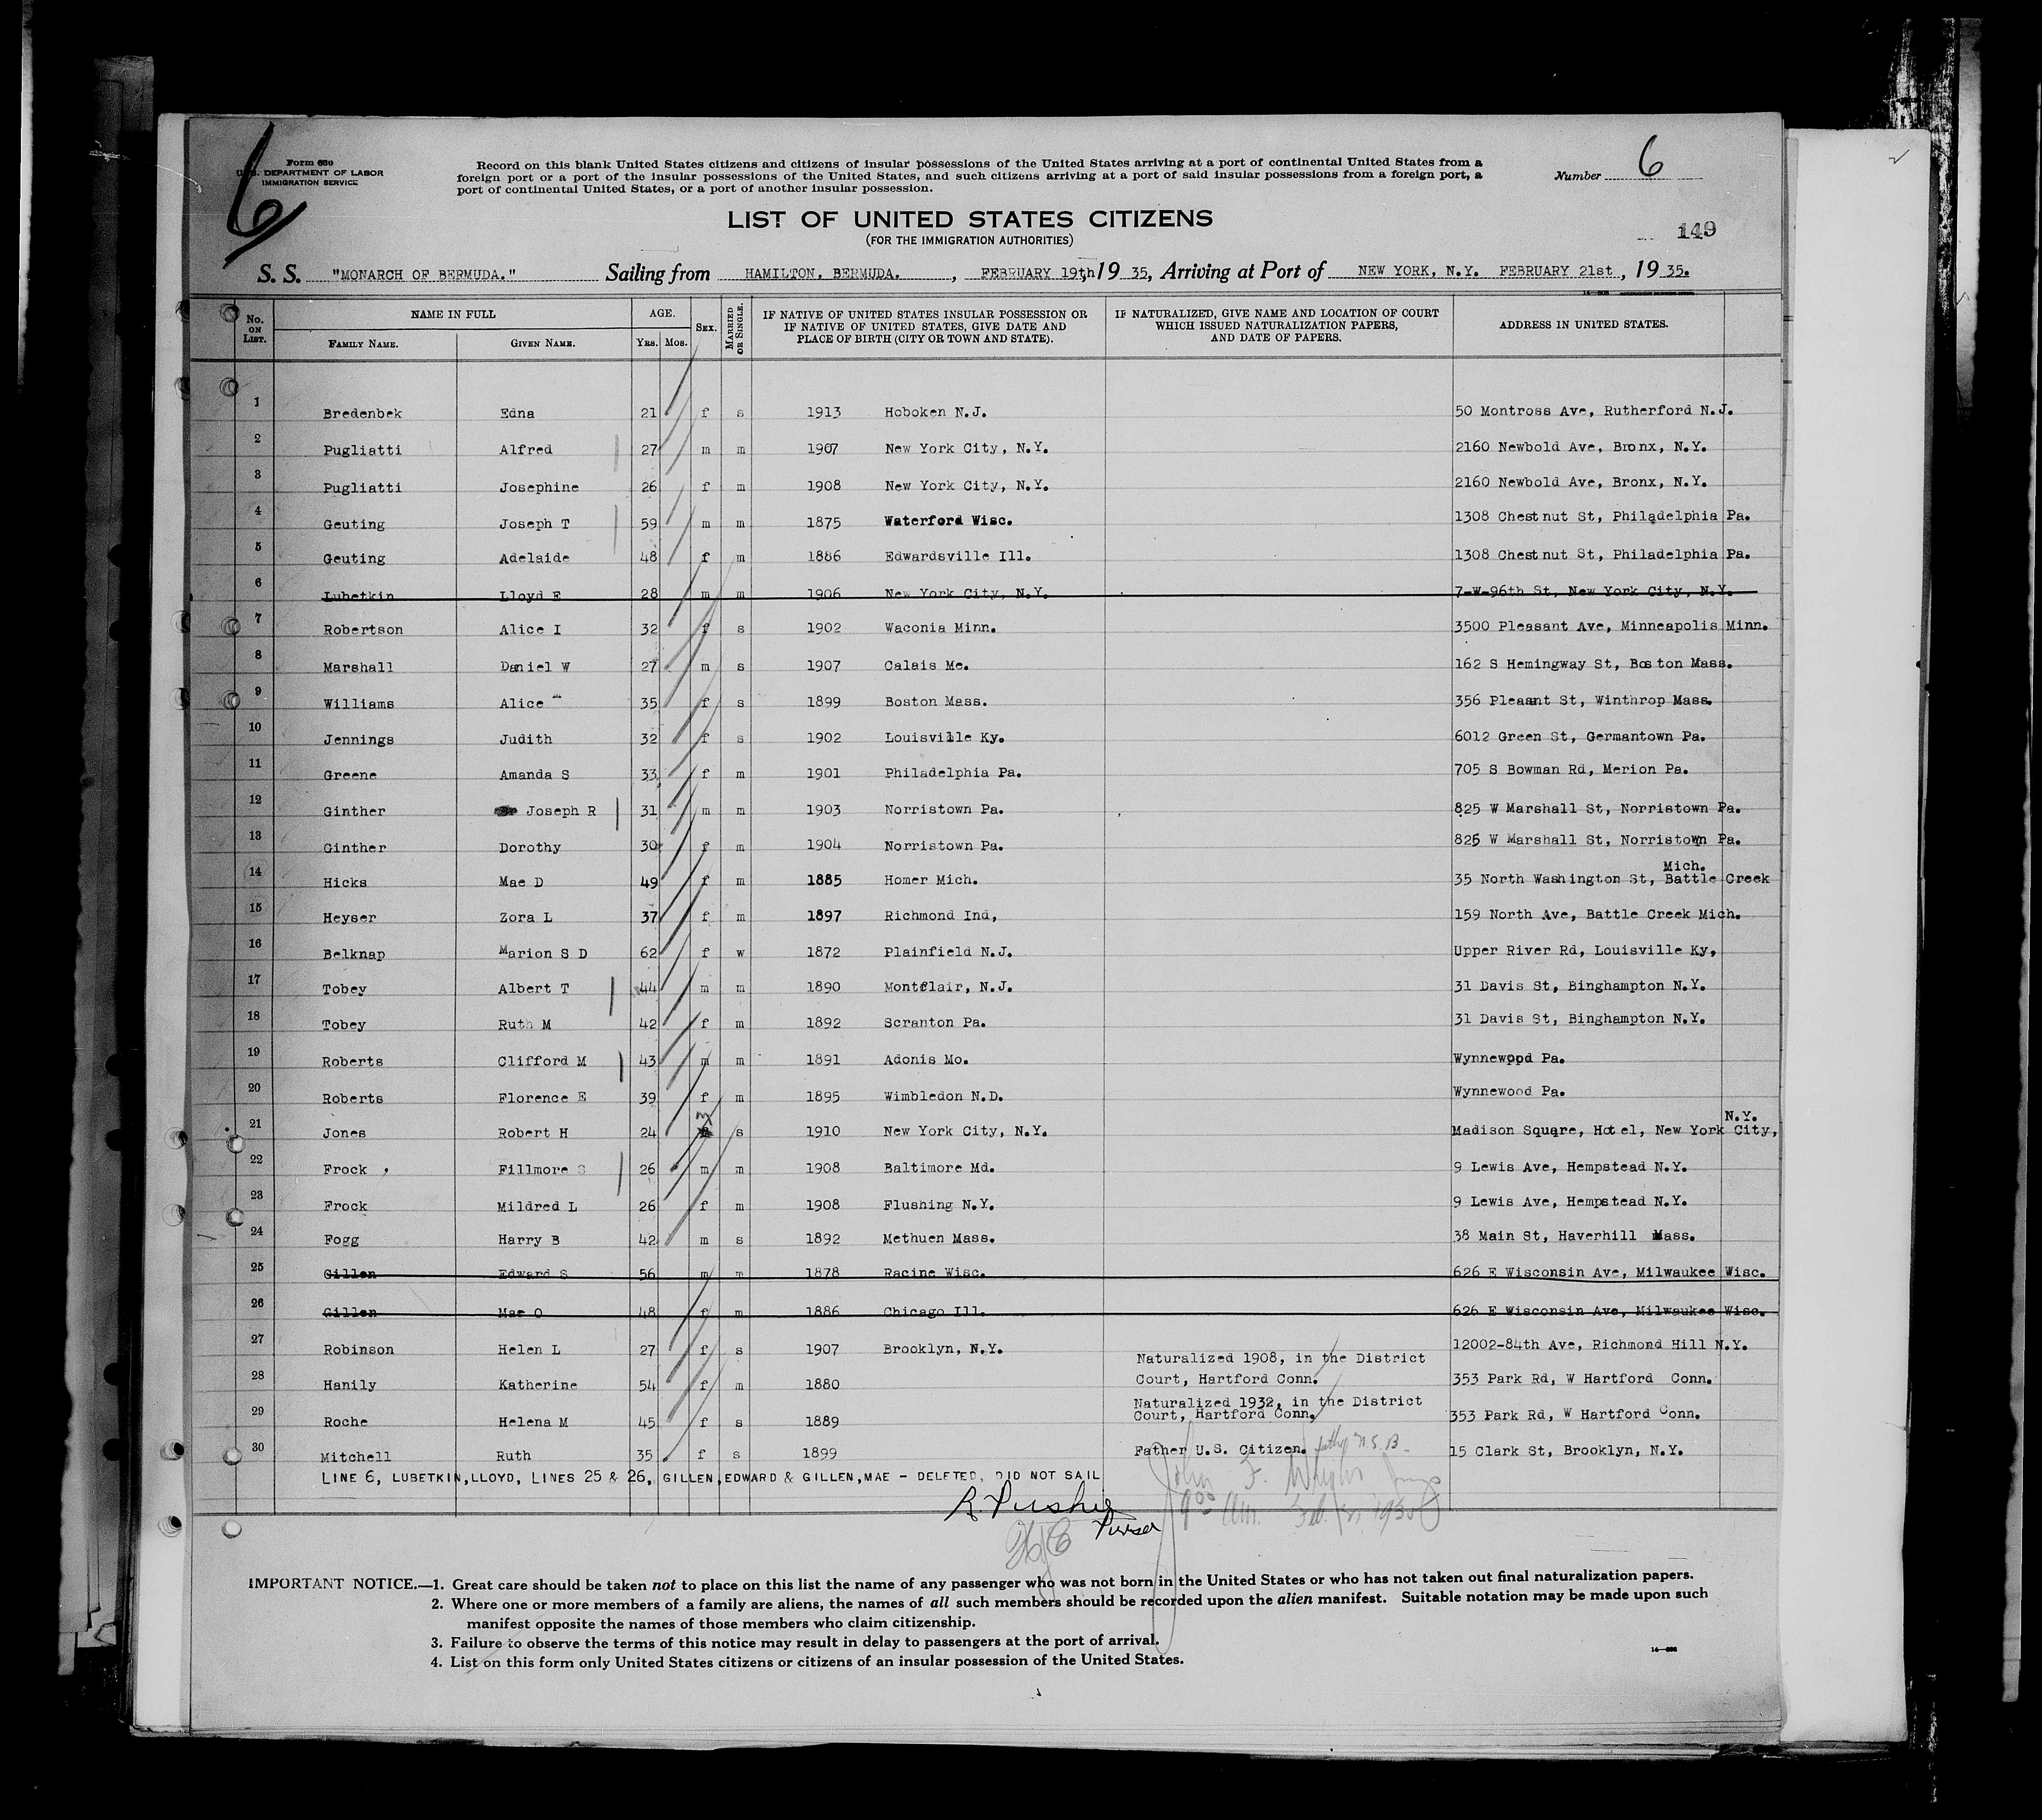 6
Form 630
U.S. DEPARTMENT OF LABOR
IMMIGRATION SERVICE
Record on this blank United States citizens and citizens of insular possessions of the United States arriving at a port of continental United States from a
foreign port or a port of the insular possessions of the United States, and such citizens arriving at a port of said insular possessions from a foreign port, a
port of continental United States, or a port of another insular possession.
Number 6
LIST OF UNITED STATES CITIZENS
(FOR THE IMMIGRATION AUTHORITIES)
149
S. S. "MONARCH OF BERMUDA." Sailing from HAMILTON, BERMUDA. , FEBRUARY 19th, 19 35, Arriving at Port of NEW YORK, N.Y. FEBRUARY 21st , 19 35.
No. ON LIST. NAME IN FULL FAMILY NAME. GIVEN NAME. AGE. YRS. MOS. SEX. MARRIED OR SINGLE. IF NATIVE OF UNITED STATES INSULAR POSSESSION OR IF NATIVE OF UNITED STATES, GIVE DATE AND PLACE OF BIRTH (CITY OR TOWN AND STATE). IF NATURALIZED, GIVE NAME AND LOCATION OF COURT WHICH ISSUED NATURALIZATION PAPERS, AND DATE OF PAPERS. ADDRESS IN UNITED STATES.
1 Bredenbek Edna 21 f s 1913 Hoboken N.J. 50 Montross Ave, Rutherford N.J.
2 Pugliatti Alfred 27 m m 1907 New York City, N.Y. 2160 Newbold Ave, Bronx, N.Y.
3 Pugliatti Josephine 26 f m 1908 New York City, N.Y. 2160 Newbold Ave, Bronx, N.Y.
4 Geuting Joseph T 59 m m 1875 Waterford Wisc. 1308 Chestnut St, Philadelphia Pa.
5 Geuting Adelaide 48 f m 1886 Edwardsville Ill. 1308 Chestnut St, Philadelphia Pa.
6 Lubetkin Lloyd E 28 m m 1906 New York City, N.Y. 7-W-96th St, New York City, N.Y.
7 Robertson Alice I 32 f s 1902 Waconia Minn. 3500 Pleasant Ave, Minneapolis Minn.
8 Marshall Daniel W 27 m s 1907 Calais Me. 162 S Hemingway St, Boston Mass.
9 Williams Alice 35 f s 1899 Boston Mass. 356 Pleasant St, Winthrop Mass.
10 Jennings Judith 32 f s 1902 Louisville Ky. 6012 Green St, Germantown Pa.
11 Greene Amanda S 33 f m 1901 Philadelphia Pa. 705 S Bowman Rd, Merion Pa.
12 Ginther Joseph R 31 m m 1903 Norristown Pa. 825 W Marshall St, Norristown Pa.
13 Ginther Dorothy 30 f m 1904 Norristown Pa. 825 W Marshall St, Norristown Pa.
14 Hicks Mae D 49 f m 1885 Homer Mich. 35 North Washington St, Battle Creek Mich.
15 Heyser Zora L 37 f m 1897 Richmond Ind, 159 North Ave, Battle Creek Mich.
16 Belknap Marion S D 62 f w 1872 Plainfield N.J. Upper River Rd, Louisville Ky,
17 Tobey Albert T 44 m m 1890 Montclair, N.J. 31 Davis St, Binghampton N.Y.
18 Tobey Ruth M 42 f m 1892 Scranton Pa. 31 Davis St, Binghampton N.Y.
19 Roberts Clifford M 43 m m 1891 Adonis Mo. Wynnewood Pa.
20 Roberts Florence E 39 f m 1895 Wimbledon N.D. Wynnewood Pa.
21 Jones Robert H 24 m s 1910 New York City, N.Y. Madison Square, Hotel, New York City, N.Y.
22 Frock Fillmore S 26 m m 1908 Baltimore Md. 9 Lewis Ave, Hempstead N.Y.
23 Frock Mildred L 26 f m 1908 Flushing N.Y. 9 Lewis Ave, Hempstead N.Y.
24 Fogg Harry B 42 m s 1892 Methuen Mass. 38 Main St, Haverhill Mass.
25 Gillen Edward S 56 m m 1878 Racine Wisc. 626 E Wisconsin Ave, Milwaukee Wisc.
26 Gillen Mae O 48 f m 1886 Chicago Ill. 626 E Wisconsin Ave, Milwaukee Wisc.
27 Robinson Helen L 27 f s 1907 Brooklyn, N.Y. 12002-84th Ave, Richmond Hill N.Y.
28 Hanily Katherine 54 f m 1880 Naturalized 1908, in the District Court, Hartford Conn. 353 Park Rd, W Hartford Conn.
29 Roche Helena M 45 f s 1889 Naturalized 1932, in the District Court, Hartford Conn. 353 Park Rd, W Hartford Conn.
30 Mitchell Ruth 35 f s 1899 Father U.S. Citizen. 15 Clark St, Brooklyn, N.Y.
LINE 6, LUBETKIN,LLOYD, LINES 25 & 26, GILLEN,EDWARD & GILLEN,MAE - DELETED, DID NOT SAIL
Purser
IMPORTANT NOTICE.—1. Great care should be taken not to place on this list the name of any passenger who was not born in the United States or who has not taken out final naturalization papers.
2. Where one or more members of a family are aliens, the names of all such members should be recorded upon the alien manifest. Suitable notation may be made upon such
manifest opposite the names of those members who claim citizenship.
3. Failure to observe the terms of this notice may result in delay to passengers at the port of arrival.
4. List on this form only United States citizens or citizens of an insular possession of the United States.